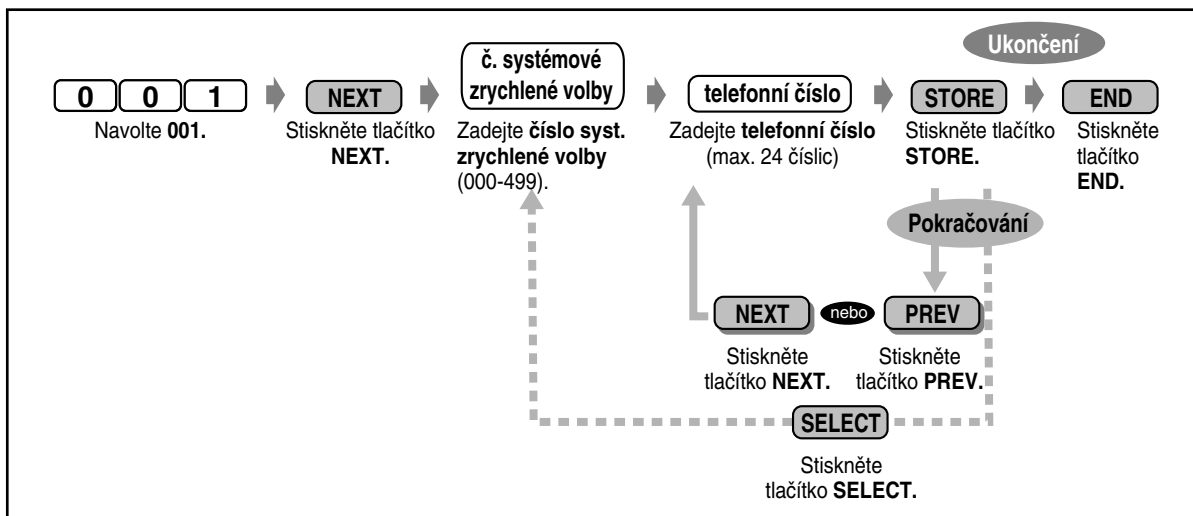 Ukončení
0 0 1
NEXT
č. systémové
zrychlené volby
telefonní číslo
STORE
END
Navolte 001.
Stiskněte tlačítko
NEXT.
Zadejte číslo syst.
zrychlené volby
(000-499).
Zadejte telefonní číslo
(max. 24 číslic)
Stiskněte tlačítko
STORE.
Stiskněte
tlačítko
END.
Pokračování
NEXT nebo PREV
Stiskněte
tlačítko NEXT.
Stiskněte
tlačítko PREV.
SELECT
Stiskněte
tlačítko SELECT.